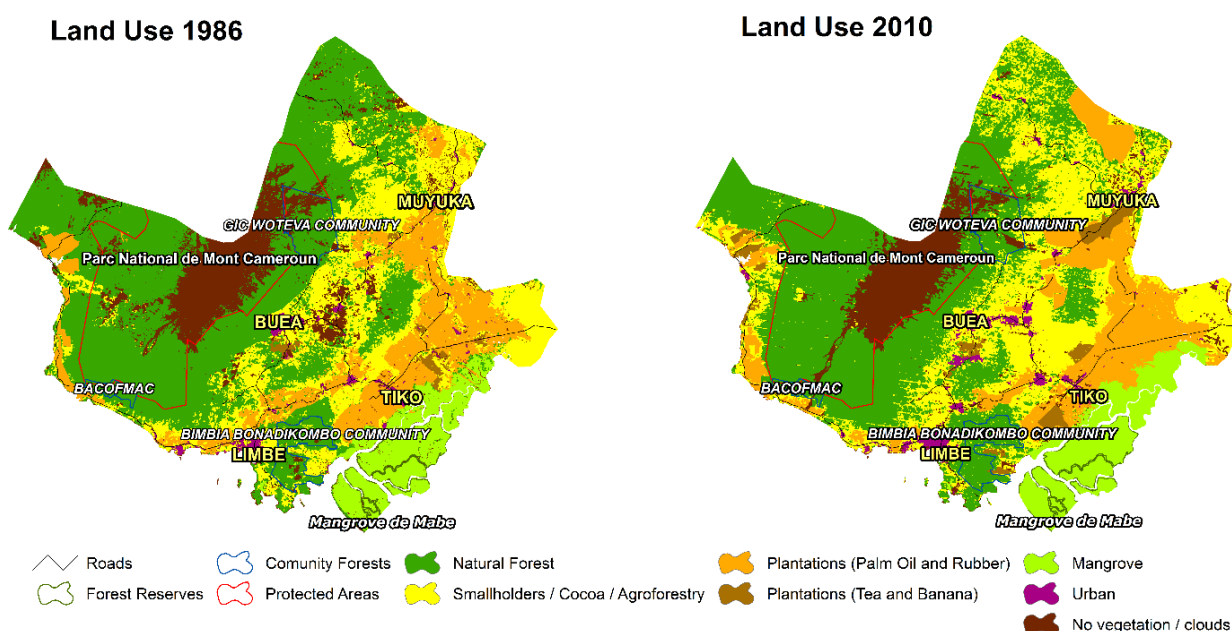 Land Use 1986
Land Use 2010
MUYUKA
GIC WOTEVA COMMUNITY
Parc National de Mont Cameroun
BUEA
BACOFMAC
TIKO
BIMBIA BONADIKOMBO COMMUNITY
LIMBE
Mangrove de Mabe
MUYUKA
GIC WOTEVA COMMUNITY
Parc National de Mont Cameroun
BUEA
BACOFMAC
TIKO
BIMBIA BONADIKOMBO COMMUNITY
LIMBE
Mangrove de Mabe
Roads
Comunity Forests
Natural Forest
Plantations (Palm Oil and Rubber)
Mangrove
Forest Reserves
Protected Areas
Smallholders / Cocoa / Agroforestry
Plantations (Tea and Banana)
Urban
No vegetation / clouds